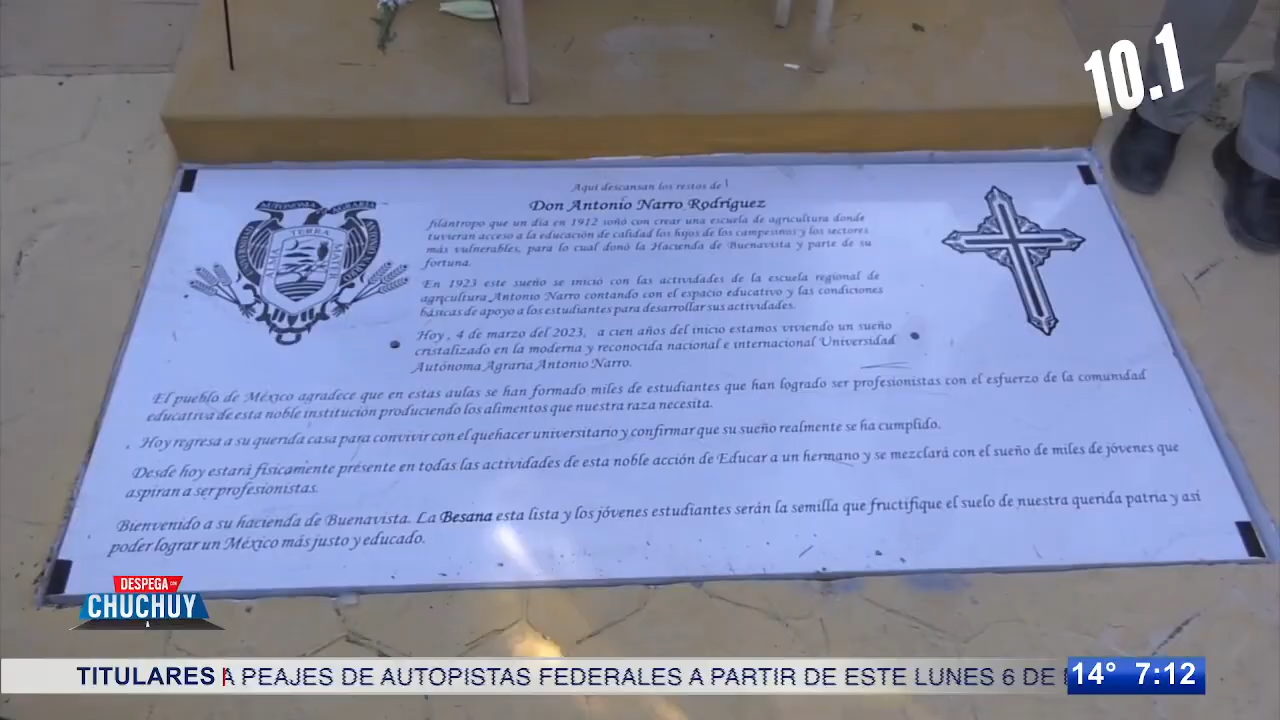 10.1
Aquí descansan los restos de
Don Antonio Narro Rodríguez
filántropo que un día en 1912 soñó con crear una escuela de agricultura donde
tuvieran acceso a la educación de calidad los hijos de los campesinos y los sectores
más vulnerables, para lo cual donó la Hacienda de Buenavista y parte de su
fortuna.
En 1923 este sueño se inició con las actividades de la escuela regional de
agricultura Antonio Narro contando con el espacio educativo y las condiciones
básicas de apoyo a los estudiantes para desarrollar sus actividades.
Hoy, 4 de marzo del 2023, a cien años del inicio estamos viviendo un sueño
cristalizado en la moderna y reconocida nacional e internacional Universidad
Autónoma Agraria Antonio Narro.
El pueblo de México agradece que en estas aulas se han formado miles de estudiantes que han logrado ser profesionistas con el esfuerzo de la comunidad
educativa de esta noble institución produciendo los alimentos que nuestra raza necesita.
Hoy regresa a su querida casa para convivir con el quehacer universitario y confirmar que su sueño realmente se ha cumplido.
Desde hoy estará físicamente présente en todas las actividades de esta noble acción de Educar a un hermano y se mezclará con el sueño de miles de jóvenes que
aspiran a ser profesionistas.
Bienvenido a su hacienda de Buenavista. La Besana esta lista y los jóvenes estudiantes serán la semilla que fructifique el suelo de nuestra querida patria y asi
poder lograr un México más justo y educado.
AUTONOMA AGRARIA
UNIVERSIDAD
ANTONIO NARRO
ALMA TERRA MATER
DESPEGA CON
CHUCHUY
TITULARES A PEAJES DE AUTOPISTAS FEDERALES A PARTIR DE ESTE LUNES 6 DE
14° 7:12